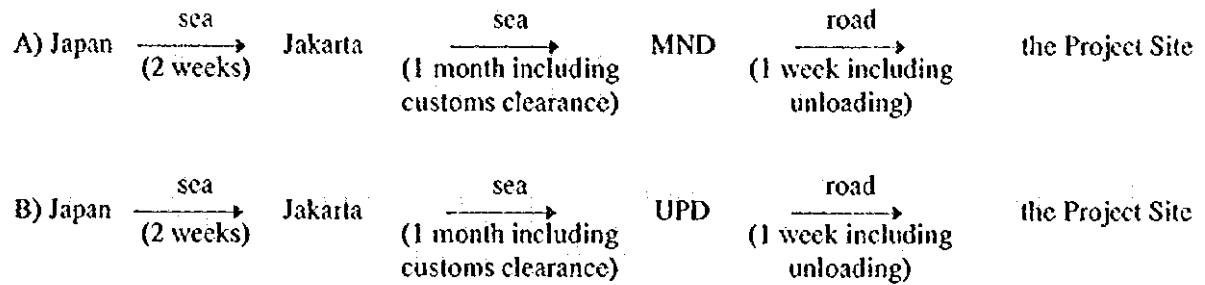 sea sea road
A) Japan Jakarta MND the Project Site
(2 weeks) (1 month including (1 week including
customs clearance) unloading)
sea sea road
B) Japan Jakarta UPD the Project Site
(2 weeks) (1 month including (1 week including
customs clearance) unloading)